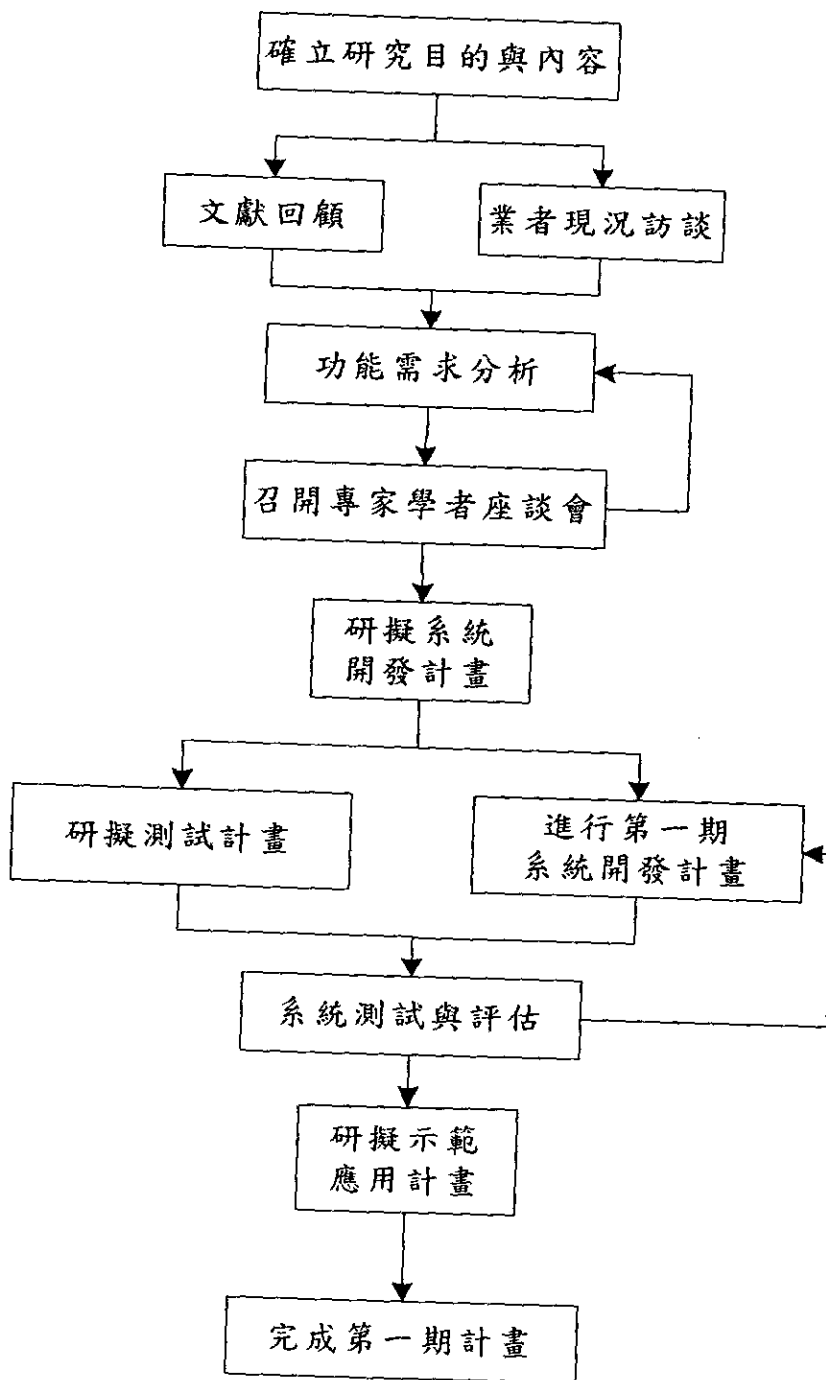 確立研究目的與內容
文獻回顧
業者現況訪談
功能需求分析
召開專家學者座談會
研擬系統
開發計畫
研擬測試計畫
進行第一期
系統開發計畫
系統測試與評估
研擬示範
應用計畫
完成第一期計畫